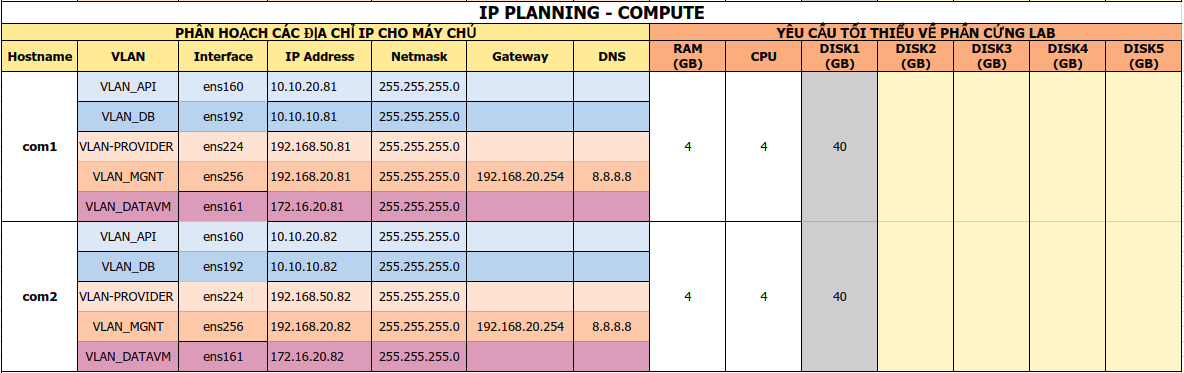 IP PLANNING - COMPUTE
PHÂN HOẠCH CÁC ĐỊA CHỈ IP CHO MÁY CHỦ YÊU CẦU TỐI THIỂU VỀ PHẦN CỨNG LAB
Hostname VLAN Interface IP Address Netmask Gateway DNS RAM (GB) CPU DISK1 (GB) DISK2 (GB) DISK3 (GB) DISK4 (GB) DISK5 (GB)
VLAN_API ens160 10.10.20.81 255.255.255.0
VLAN_DB ens192 10.10.10.81 255.255.255.0
com1 VLAN-PROVIDER ens224 192.168.50.81 255.255.255.0 4 4 40
VLAN_MGNT ens256 192.168.20.81 255.255.255.0 192.168.20.254 8.8.8.8
VLAN_DATAVM ens161 172.16.20.81 255.255.255.0
VLAN_API ens160 10.10.20.82 255.255.255.0
VLAN_DB ens192 10.10.10.82 255.255.255.0
com2 VLAN-PROVIDER ens224 192.168.50.82 255.255.255.0 4 4 40
VLAN_MGNT ens256 192.168.20.82 255.255.255.0 192.168.20.254 8.8.8.8
VLAN_DATAVM ens161 172.16.20.82 255.255.255.0